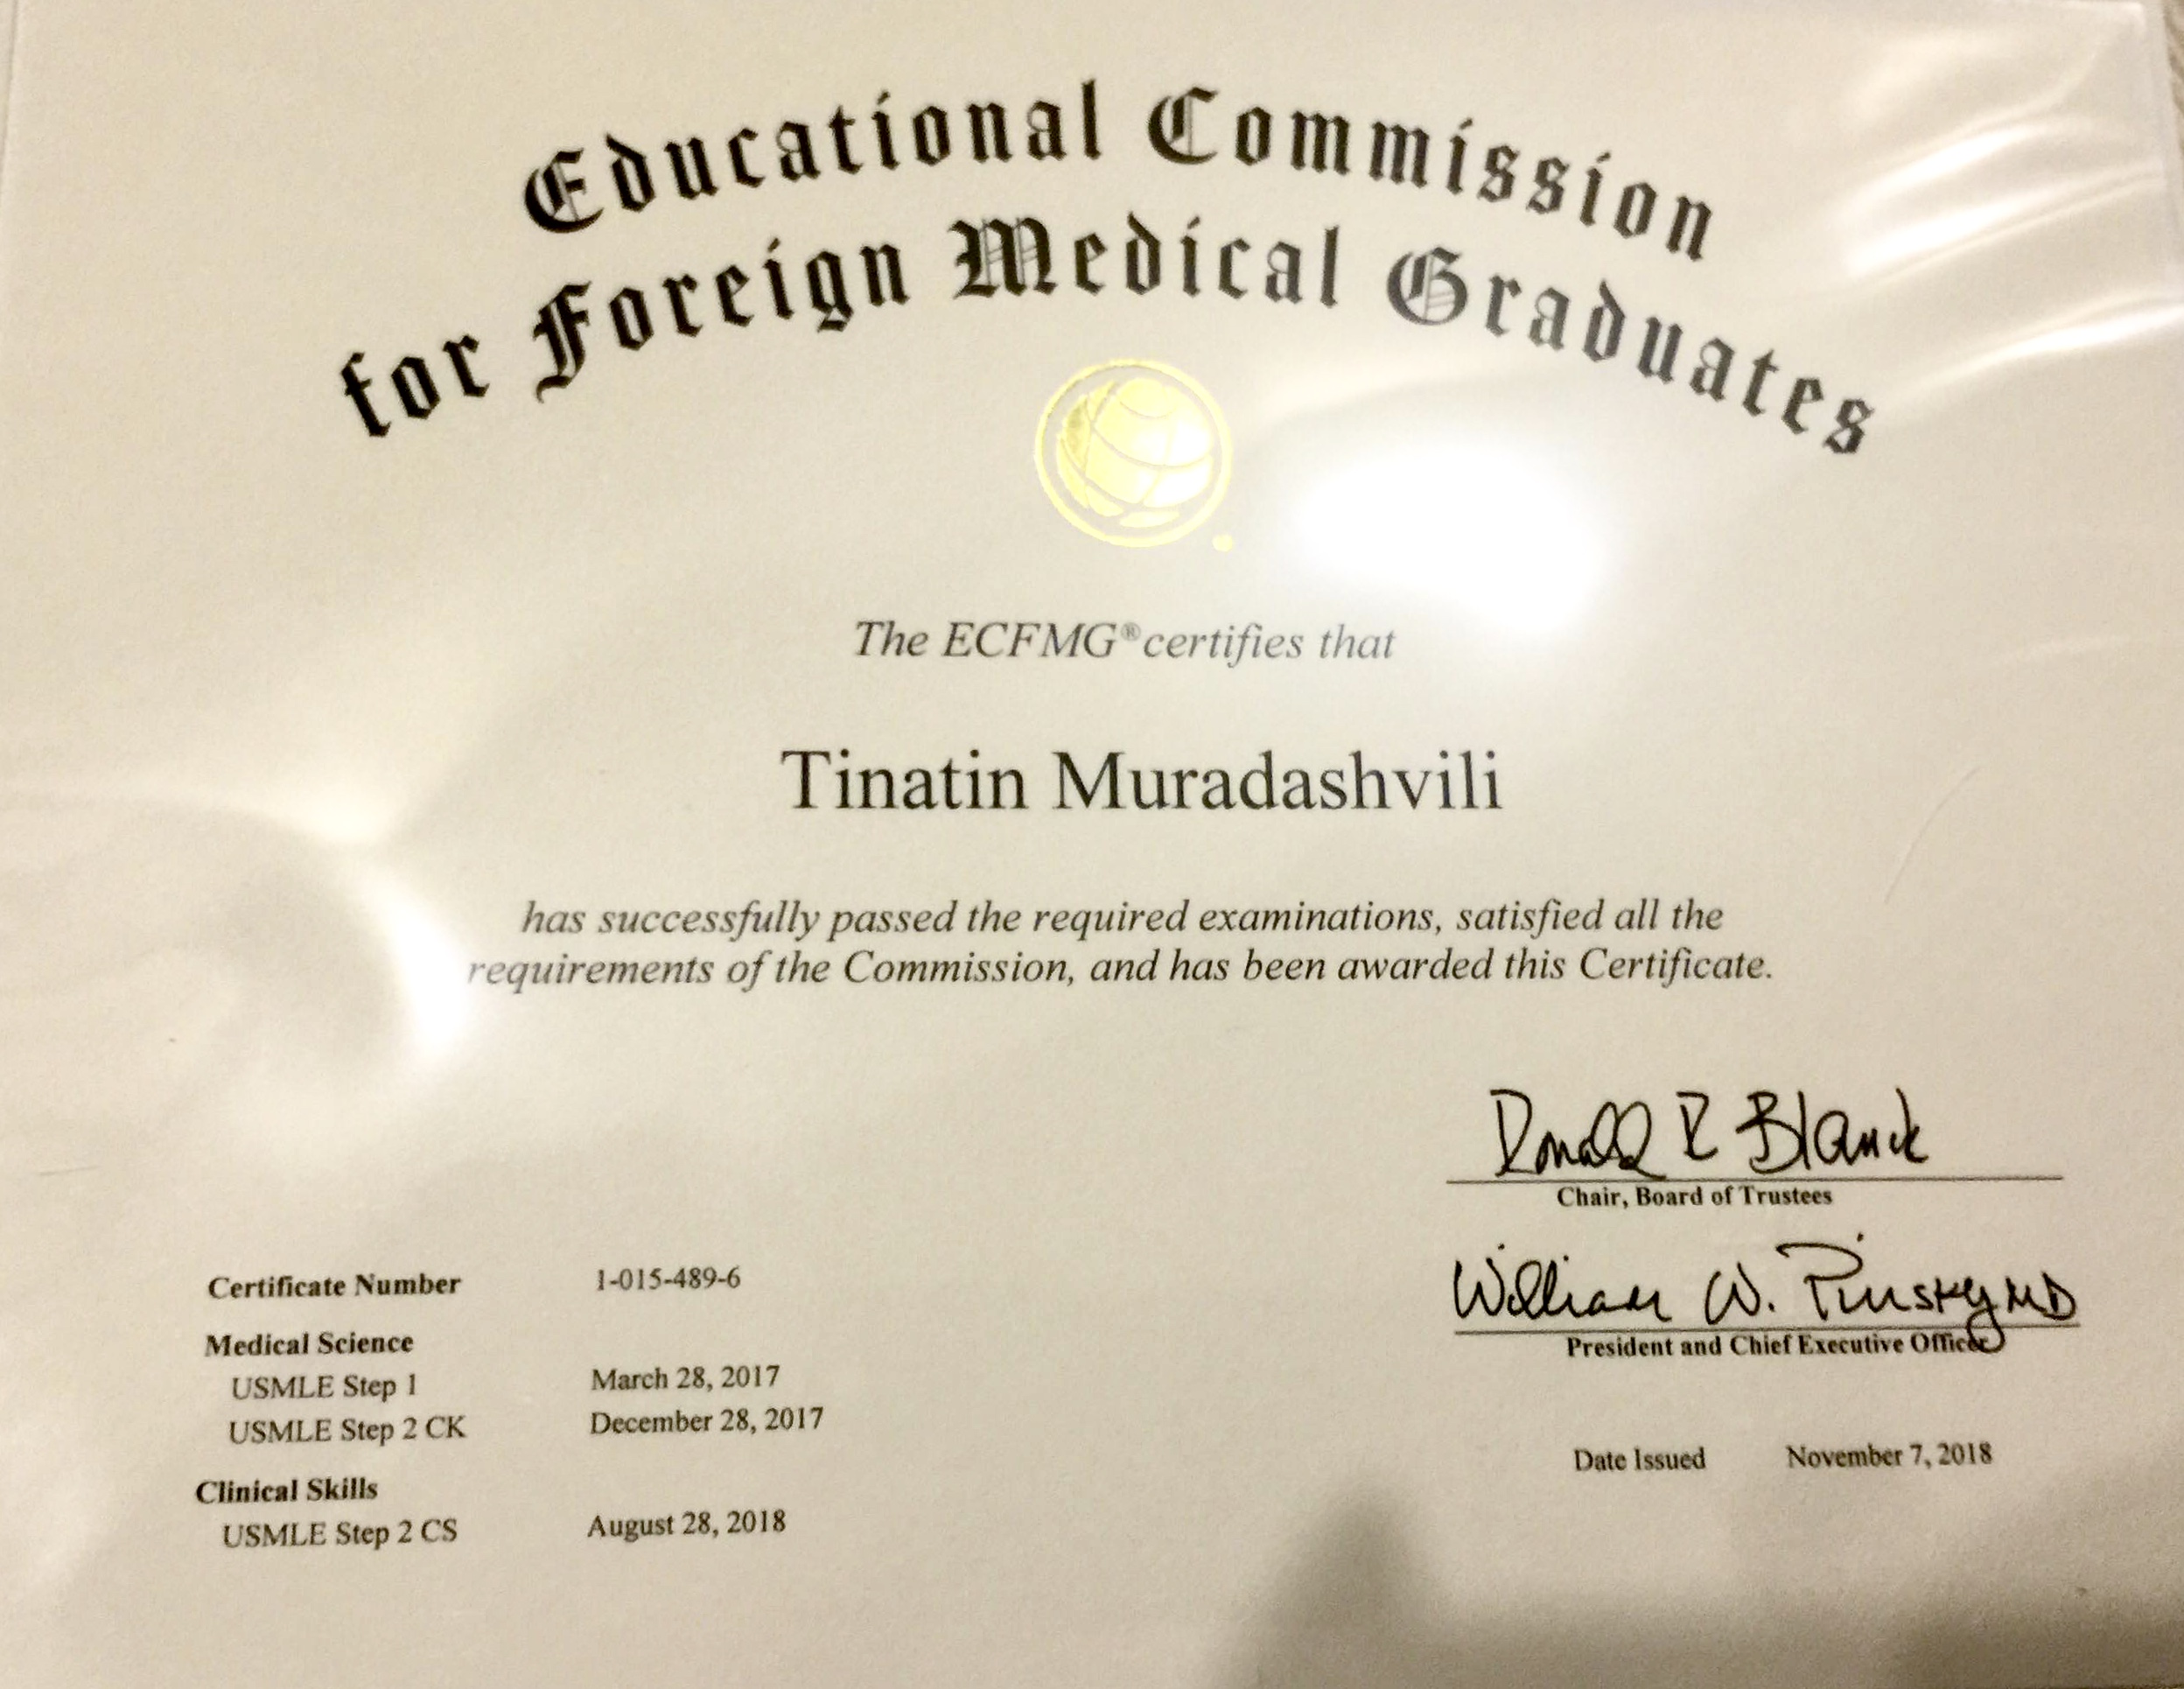 Educational Commission
for Foreign Medical Graduates
The ECFMG® certifies that
Tinatin Muradashvili
has successfully passed the required examinations, satisfied all the
requirements of the Commission, and has been awarded this Certificate.
Donald R Blanck
Chair, Board of Trustees
William W. Pinsky MD
President and Chief Executive Officer
Certificate Number 1-015-489-6
Medical Science
USMLE Step 1 March 28, 2017
USMLE Step 2 CK December 28, 2017
Clinical Skills
USMLE Step 2 CS August 28, 2018
Date Issued November 7, 2018